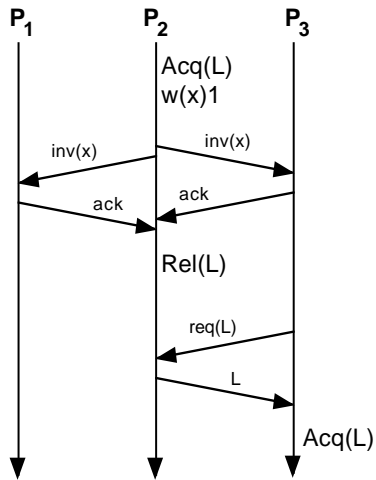 P1 P2 P3
Acq(L)
w(x)1
inv(x) inv(x)
ack ack
Rel(L)
req(L)
L
Acq(L)